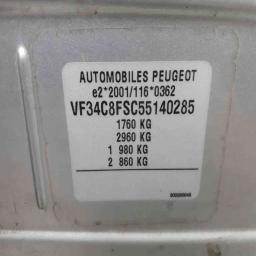 AUTOMOBILES PEUGEOT
e2*2001/116*0362
VF34C8FSC55140285
1760 KG
2960 KG
1 980 KG
2 860 KG